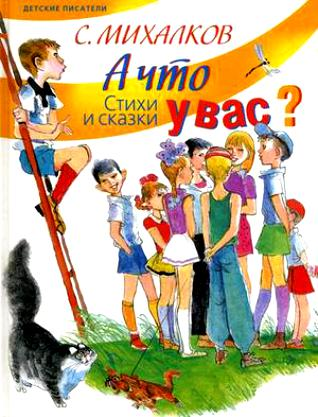 ДЕТСКИЕ ПИСАТЕЛИ
С. МИХАЛКОВ
А что
Стихи
и сказки
у вас?